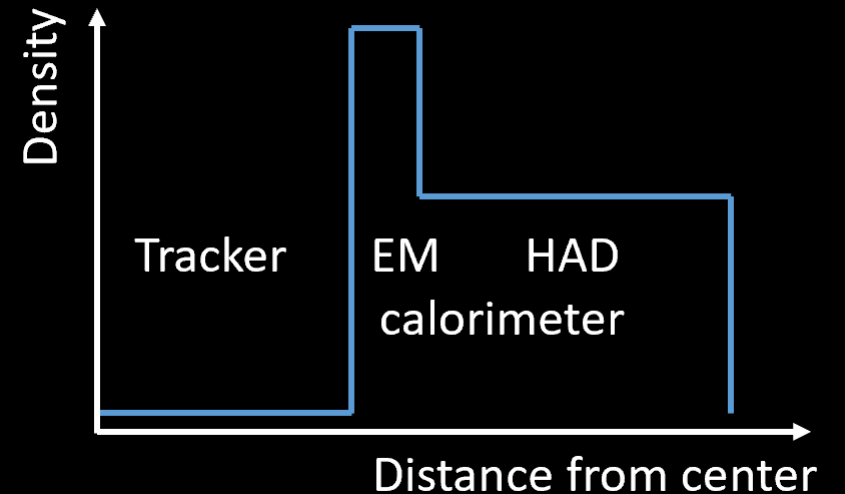 Density
Tracker
EM
HAD
calorimeter
Distance from center